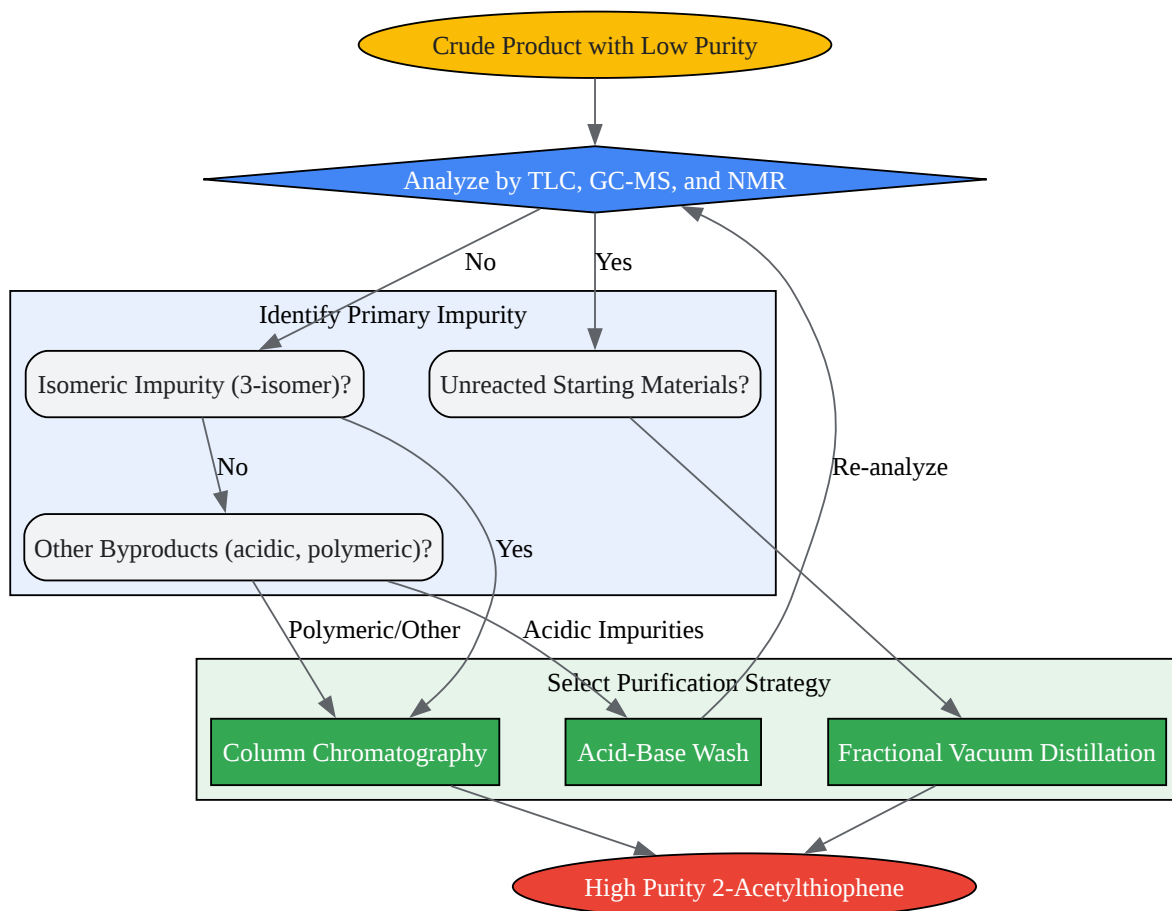 Crude Product with Low Purity
Analyze by TLC, GC-MS, and NMR
No
Yes
Identify Primary Impurity
Isomeric Impurity (3-isomer)?
Unreacted Starting Materials?
No
Re-analyze
Other Byproducts (acidic, polymeric)?
Yes
Polymeric/Other
Acidic Impurities
Select Purification Strategy
Column Chromatography
Acid-Base Wash
Fractional Vacuum Distillation
High Purity 2-Acetylthiophene